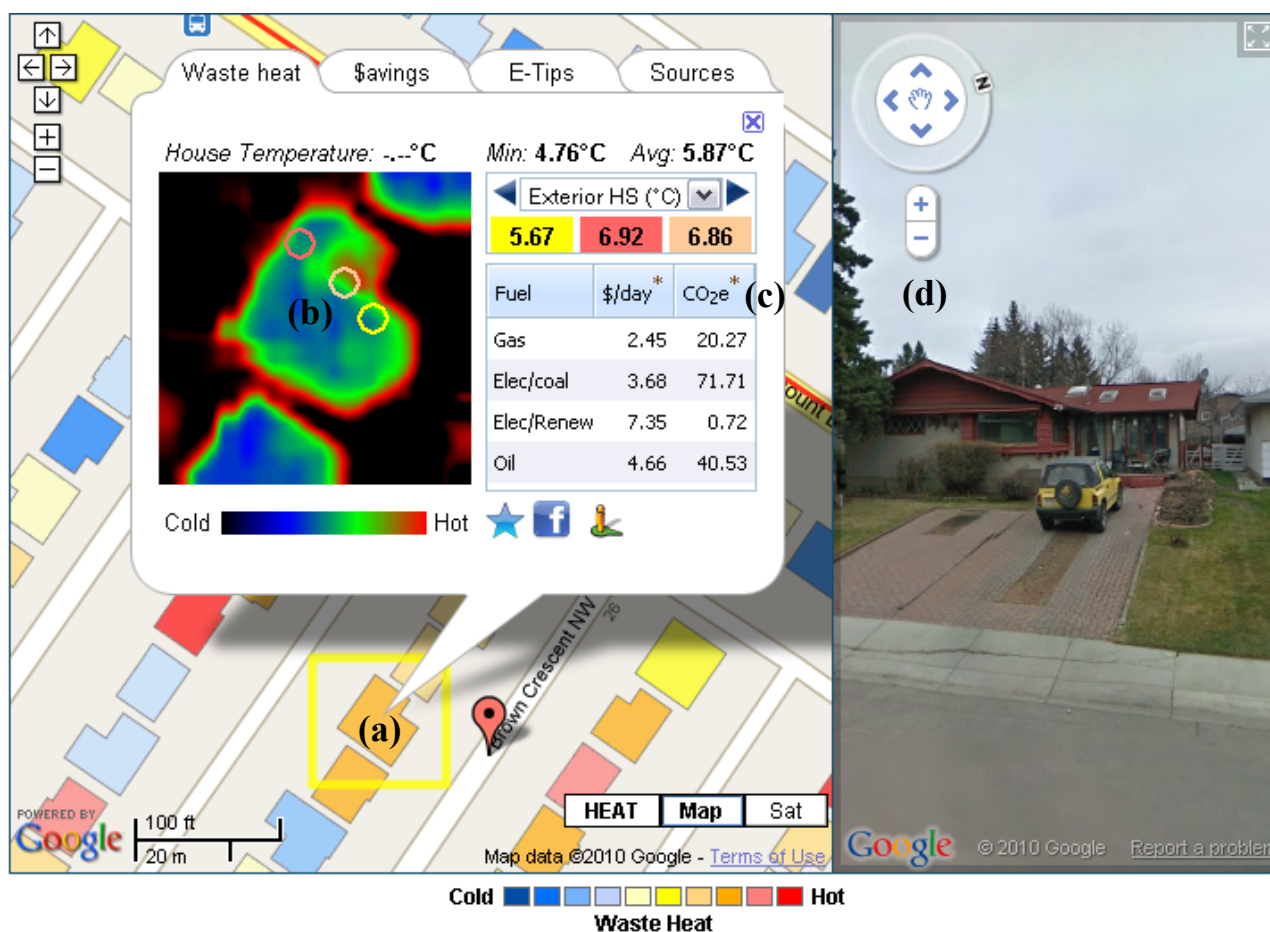 Waste heat $avings E-Tips Sources
House Temperature: -.--°C Min: 4.76°C Avg: 5.87°C
Exterior HS (°C)
5.67 6.92 6.86
Fuel $/day* CO₂e* (c)
Gas 2.45 20.27
Elec/coal 3.68 71.71
Elec/Renew 7.35 0.72
Oil 4.66 40.53
(b)
Cold Hot
f
(a)
Brown Crescent NW
26
HEAT Map Sat
POWERED BY
Google
100 ft
20 m
Map data ©2010 Google - Terms of Use
N
+
−
(d)
Google © 2010 Google Report a problem
Cold Hot
Waste Heat